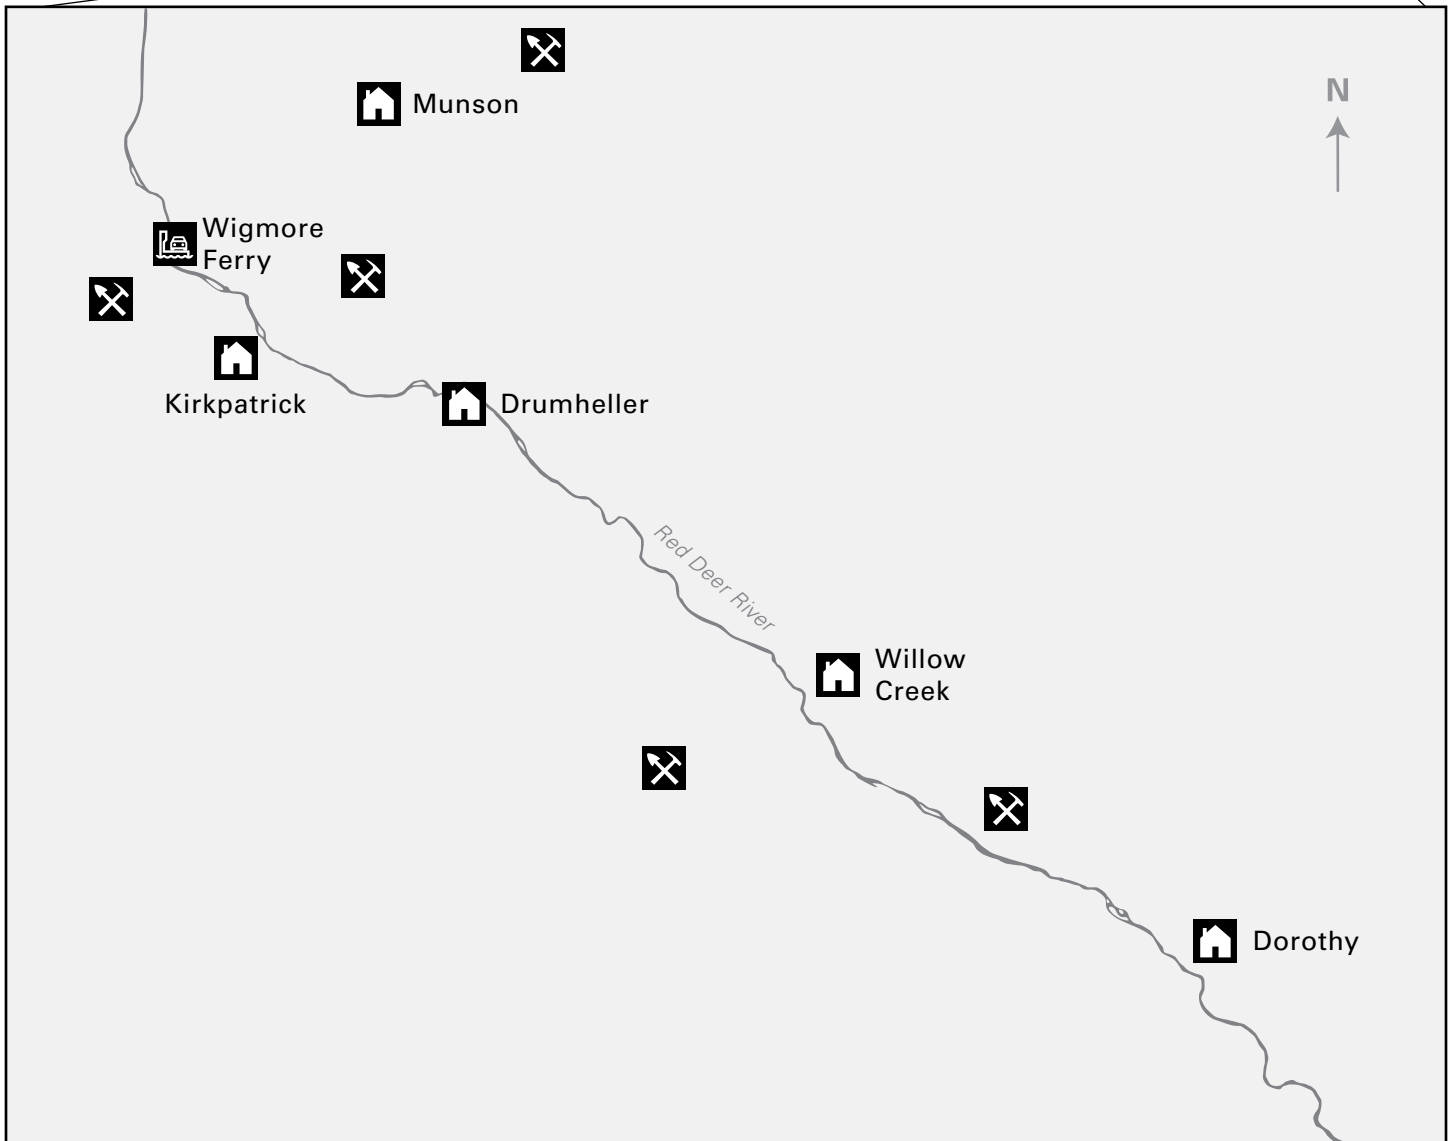 Munson
N
Wigmore
Ferry
Kirkpatrick
Drumheller
Red Deer River
Willow
Creek
Dorothy